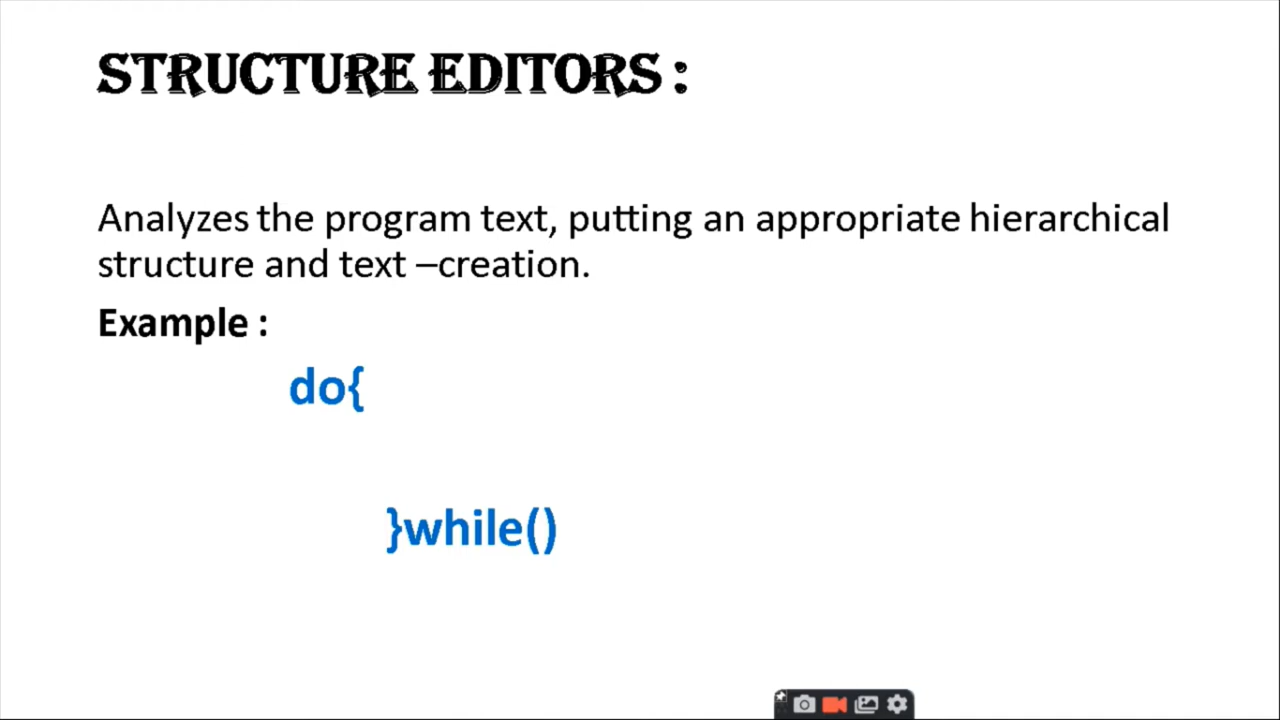 STRUCTURE EDITORS :
Analyzes the program text, putting an appropriate hierarchical
structure and text –creation.
Example :
do{
}while()